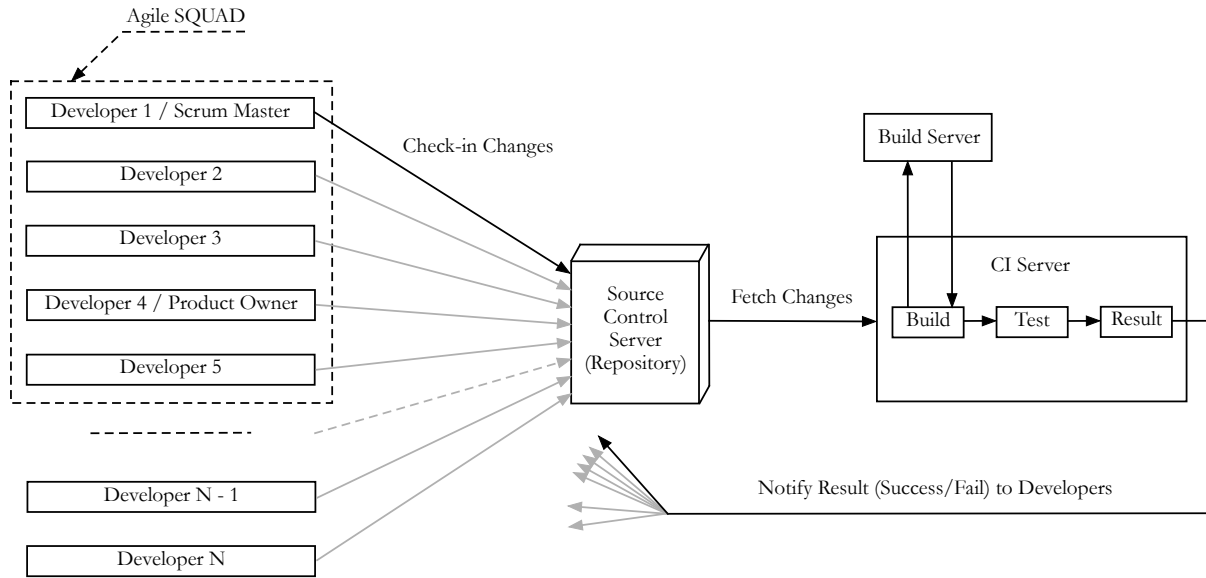 Agile SQUAD
Developer 1 / Scrum Master
Developer 2
Developer 3
Developer 4 / Product Owner
Developer 5
Developer N - 1
Developer N
Check-in Changes
Source
Control
Server
(Repository)
Fetch Changes
Build Server
CI Server
Build
Test
Result
Notify Result (Success/Fail) to Developers